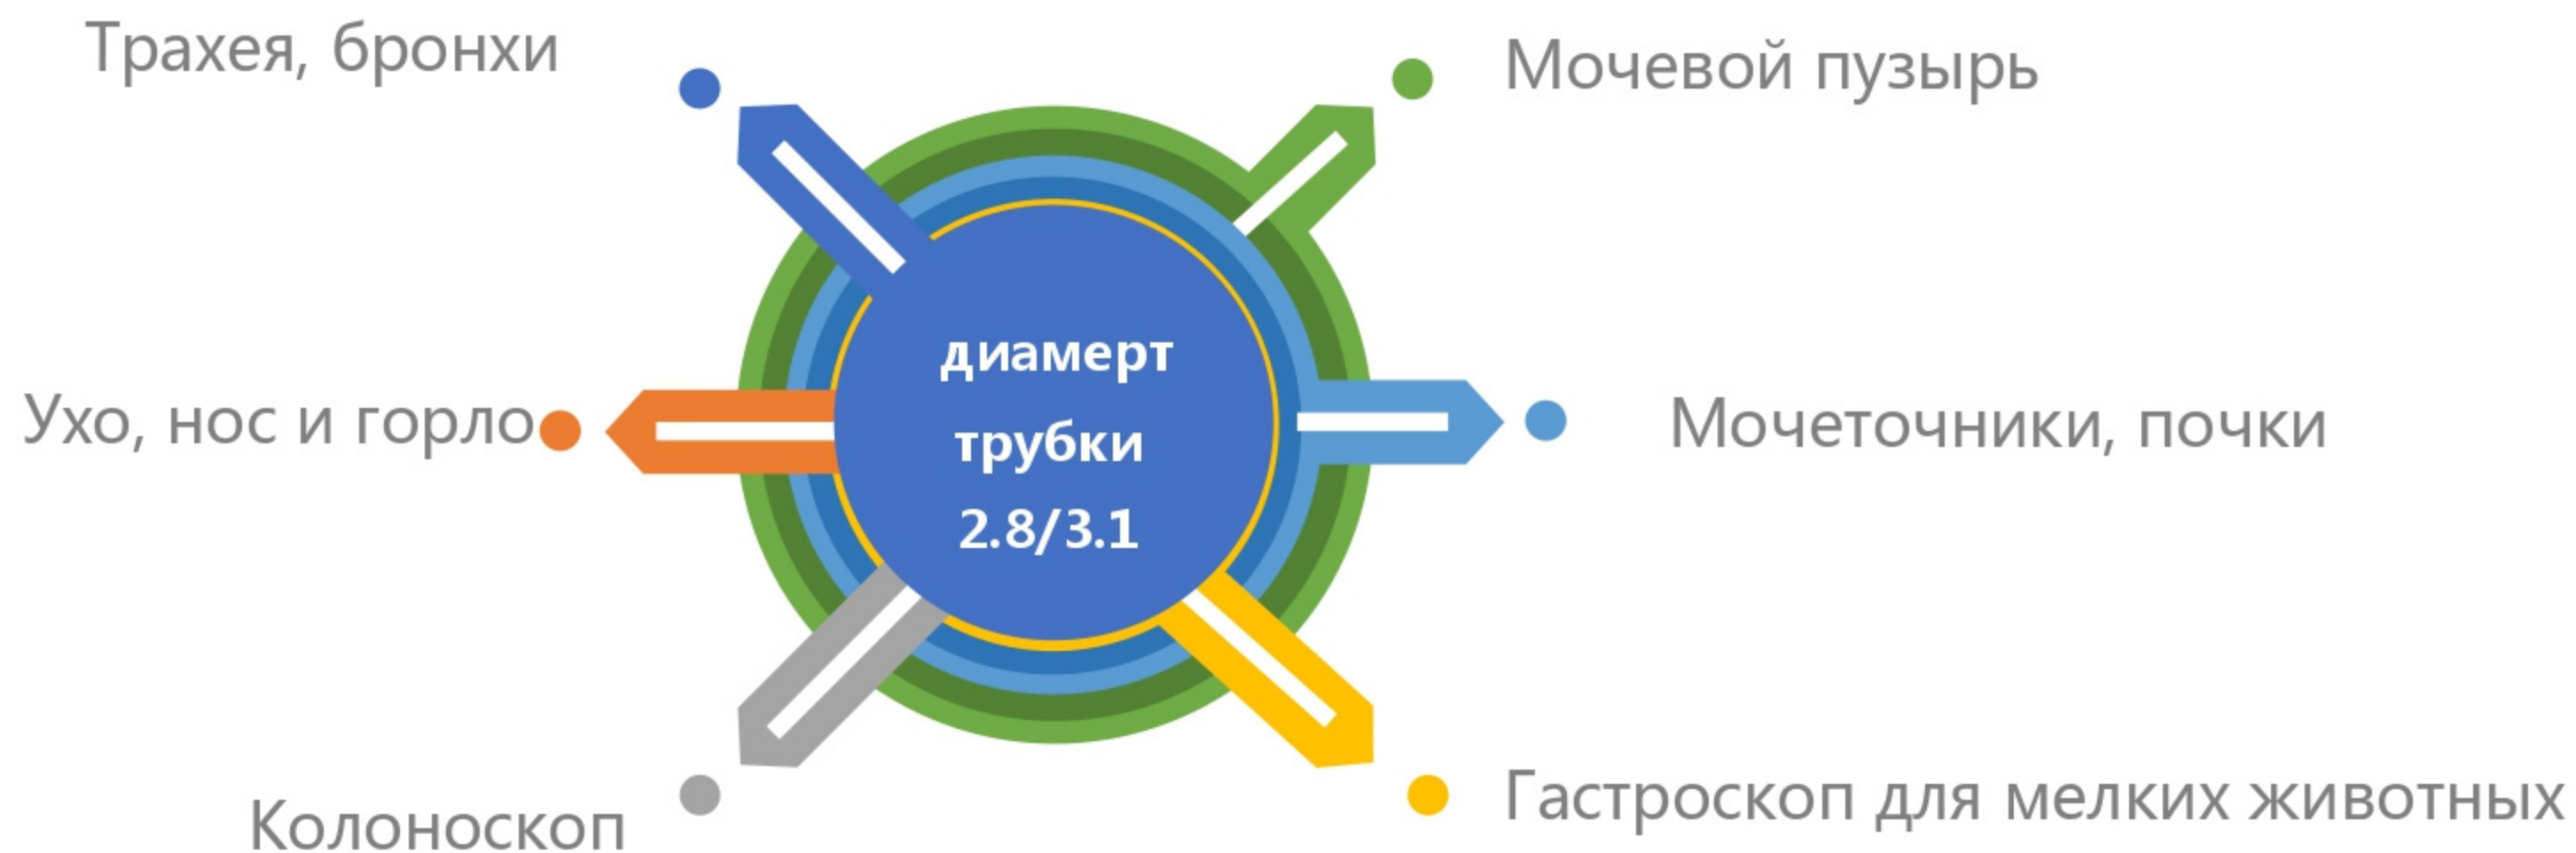 Трахея, бронхи
Мочевой пузырь
диамерт
трубки
2.8/3.1
Ухо, нос и горло
Мочеточники, почки
Колоноскоп
Гастроскоп для мелких животных